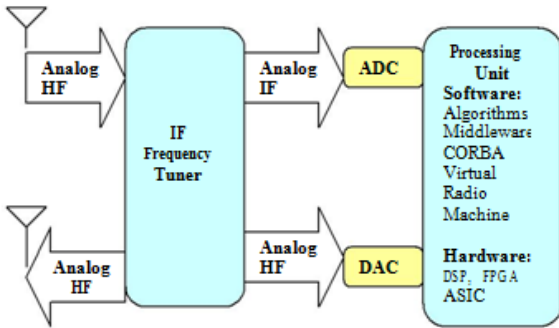 Analog
HF
IF
Frequency
Tuner
Analog
IF
ADC
Processing
Unit
Software:
Algorithms
Middleware
CORBA
Virtual
Radio
Machine
Hardware:
DSP, FPGA
ASIC
Analog
HF
Analog
HF
DAC